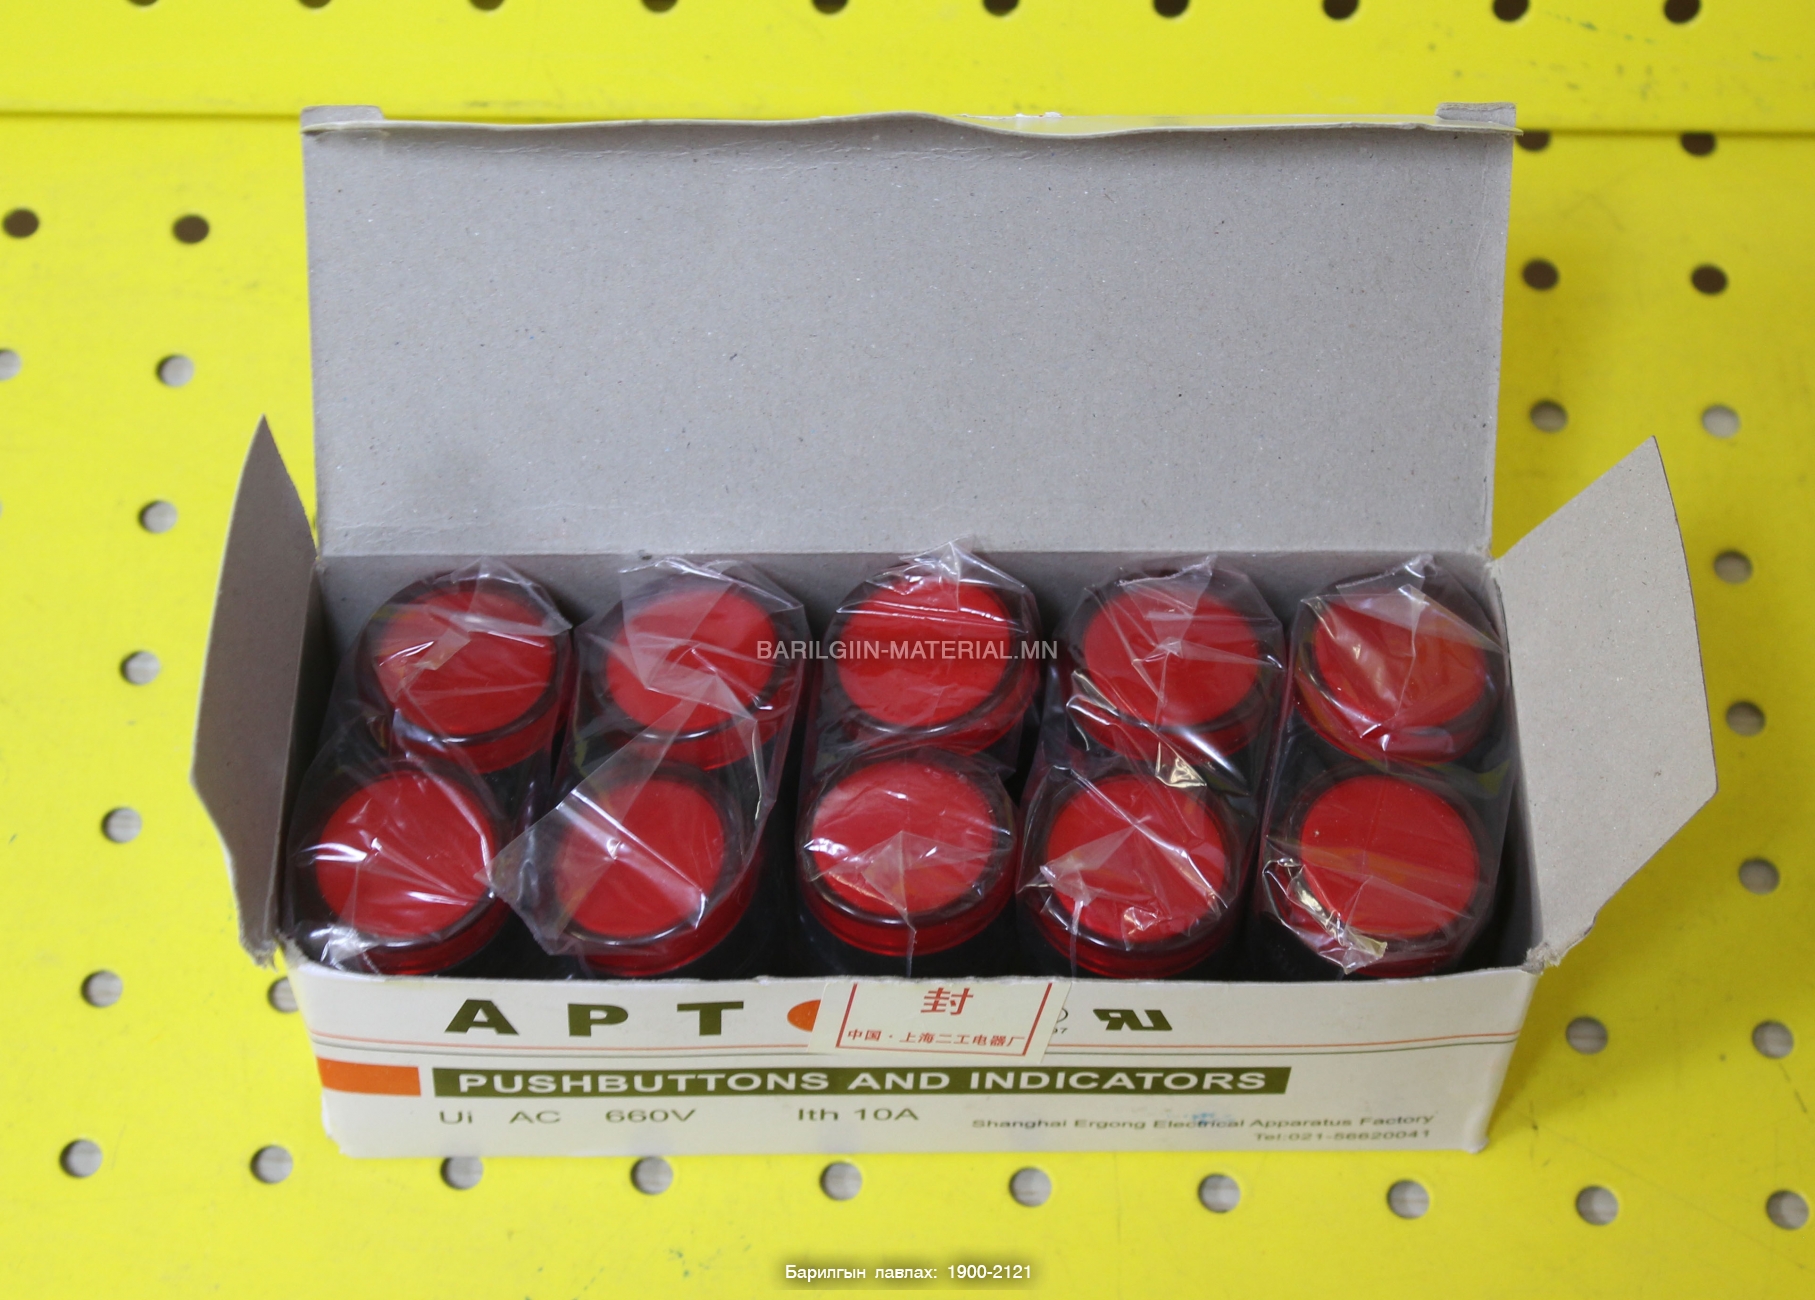 BARILGIIN-MATERIAL.MN
APT
封
中国·上海二工电器厂
PUSHBUTTONS AND INDICATORS
Ui AC 660V Ith 10A
Shanghai Ergong Electrical Apparatus Factory
Tel:021-56620041
Барилгын лавлах: 1900-2121